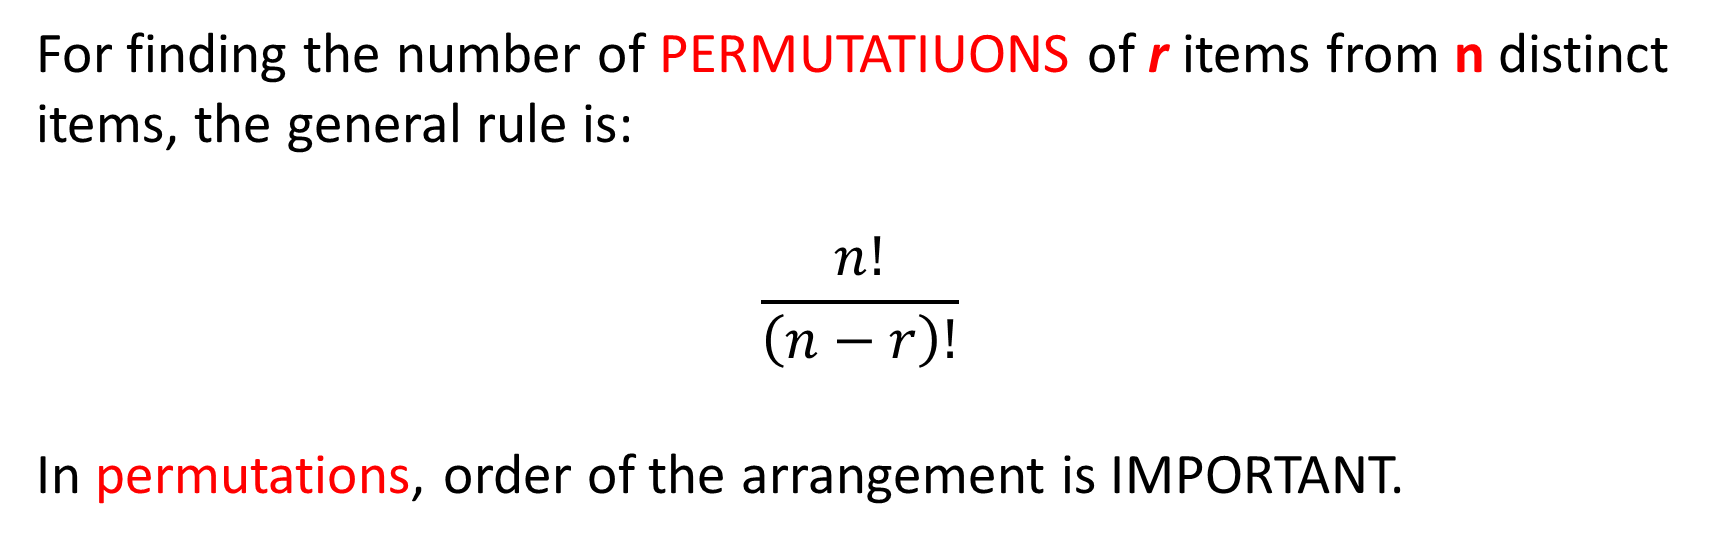 For finding the number of PERMUTATIUONS of r items from n distinct
items, the general rule is:
n!
(n − r)!
In permutations, order of the arrangement is IMPORTANT.